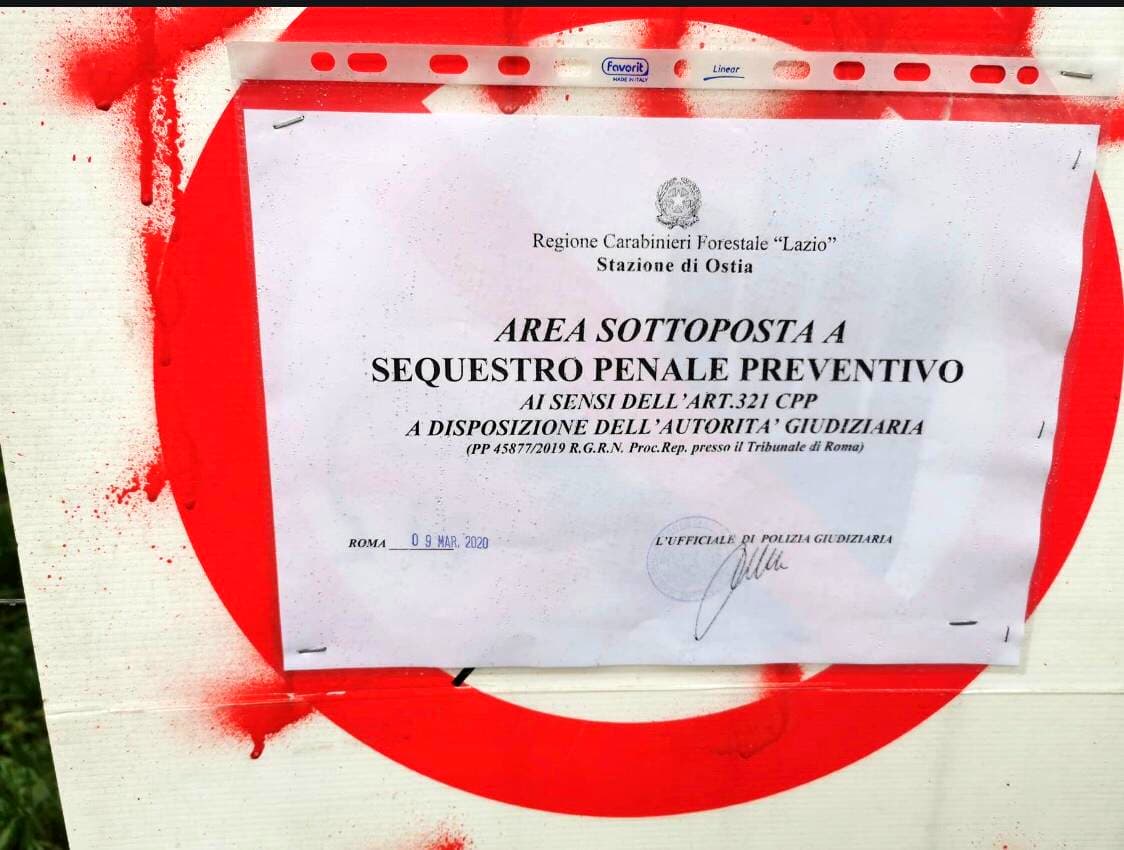 Favorit
MADE IN ITALY
Linear
Regione Carabinieri Forestale “Lazio”
Stazione di Ostia
AREA SOTTOPOSTA A
SEQUESTRO PENALE PREVENTIVO
AI SENSI DELL’ART.321 CPP
A DISPOSIZIONE DELL’AUTORITA’ GIUDIZIARIA
(PP 45877/2019 R.G.R.N. Proc.Rep. presso il Tribunale di Roma)
ROMA 09 MAR. 2020
L’UFFICIALE DI POLIZIA GIUDIZIARIA